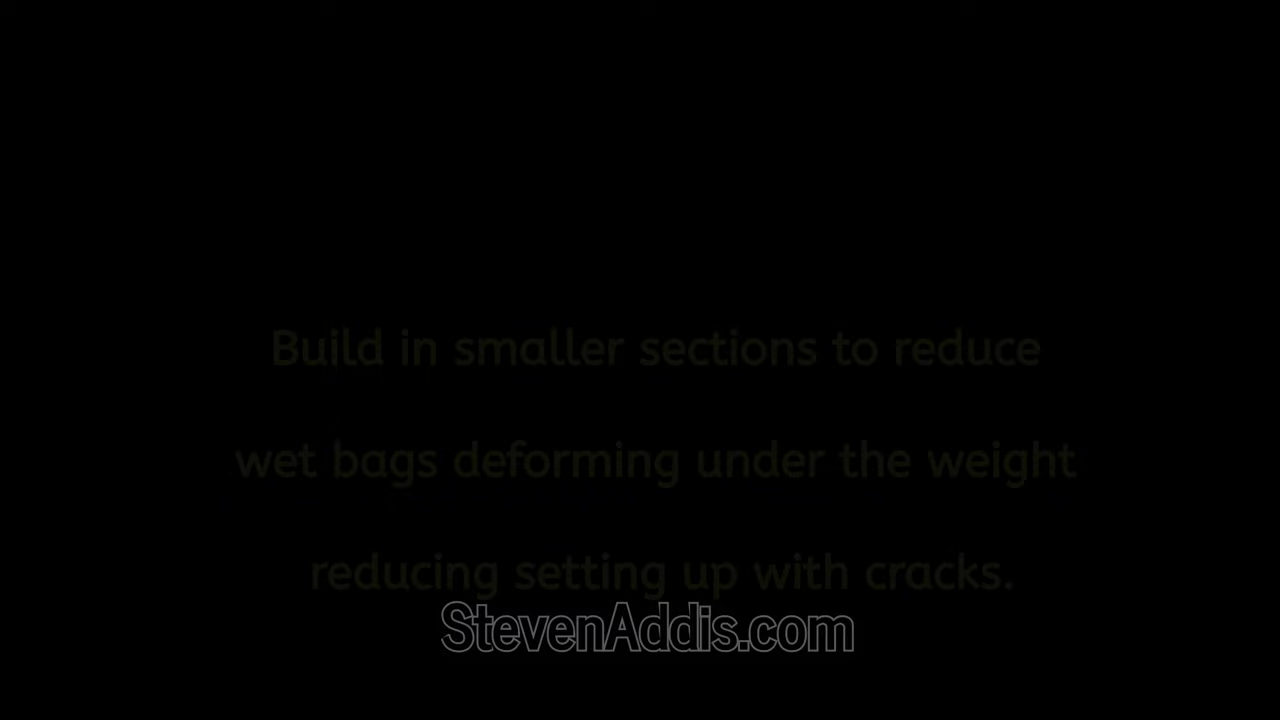 Build in smaller sections to reduce
wet bags deforming under the weight
reducing setting up with cracks.
StevenAddis.com